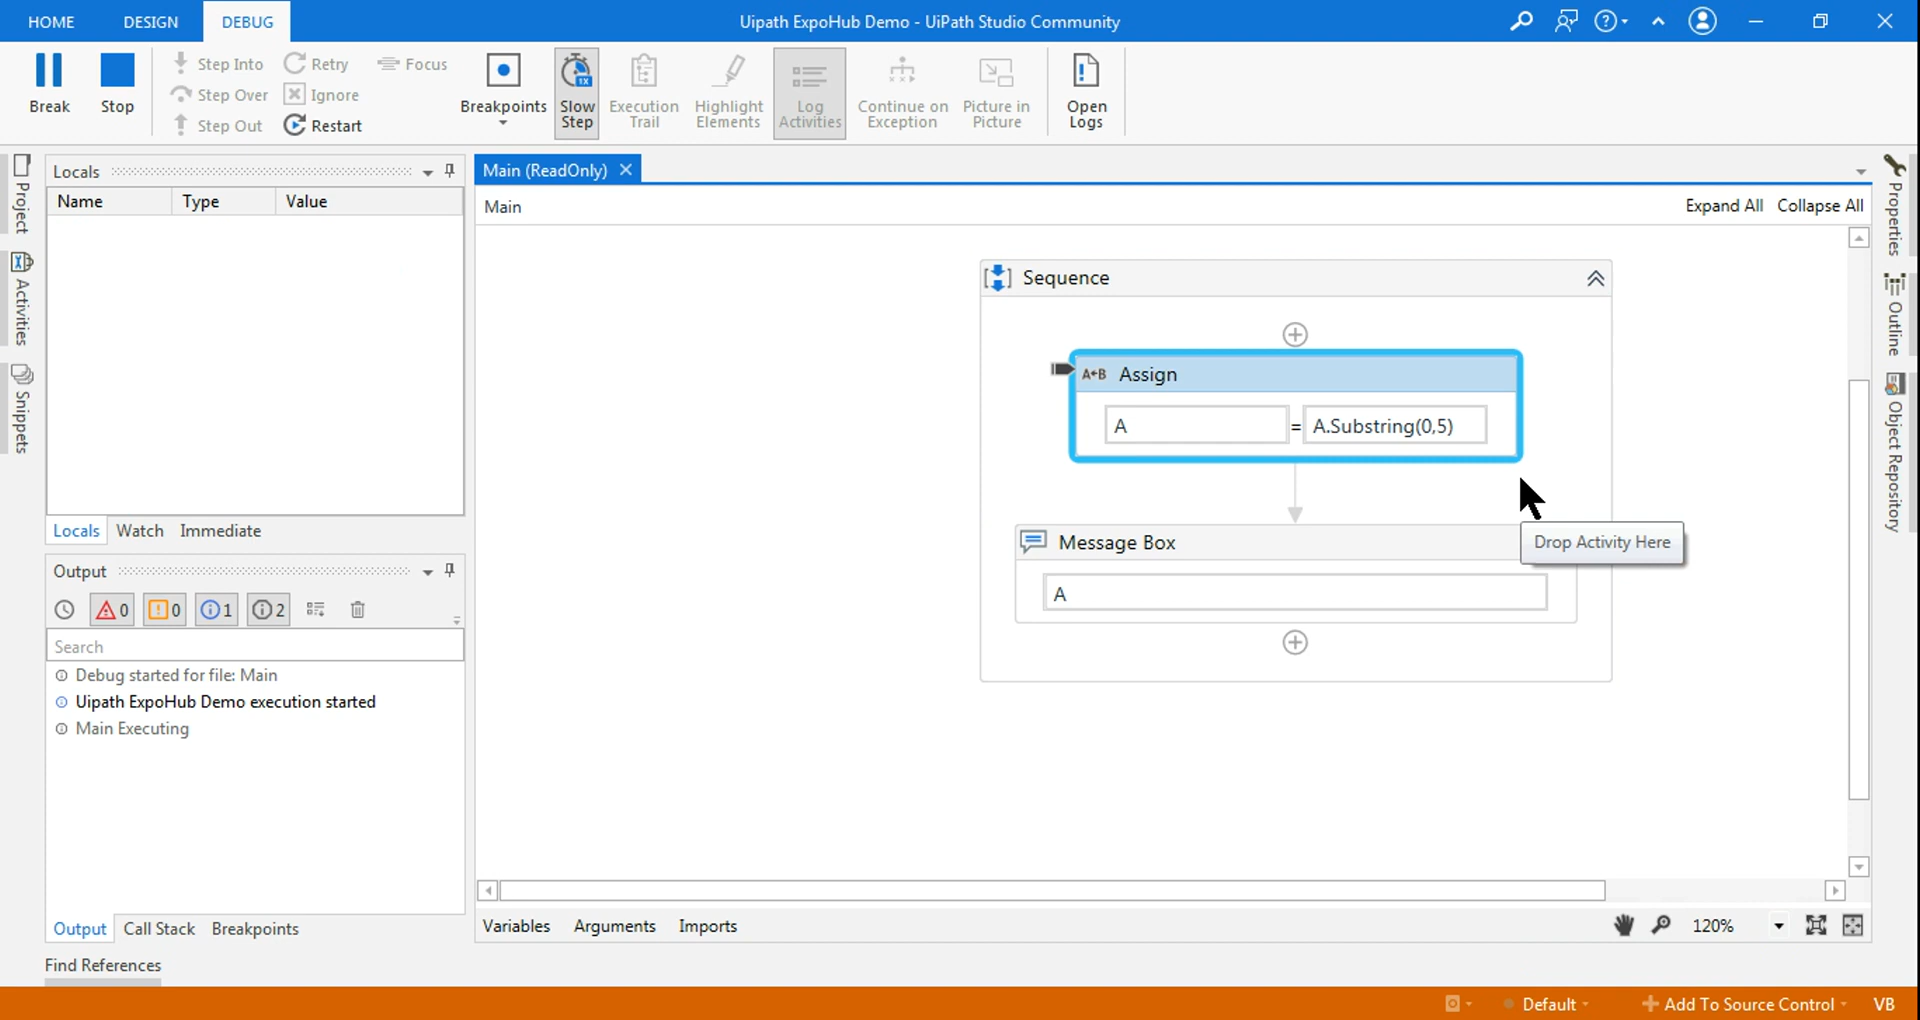 HOME DESIGN DEBUG Uipath ExpoHub Demo - UiPath Studio Community
Break Stop
Step Into Retry Focus
Step Over Ignore
Step Out Restart
Breakpoints
Slow Step
Execution Trail
Highlight Elements
Log Activities
Continue on Exception
Picture in Picture
Open Logs
Project
Activities
Snippets
Locals
Name Type Value
Locals Watch Immediate
Output
0 0 1 2
Search
Debug started for file: Main
Uipath ExpoHub Demo execution started
Main Executing
Output Call Stack Breakpoints
Find References
Main (ReadOnly)
Main Expand All Collapse All
Sequence
A←B Assign
A = A.Substring(0,5)
Message Box
Drop Activity Here
A
Variables Arguments Imports 120%
Properties
Outline
Object Repository
Default Add To Source Control VB